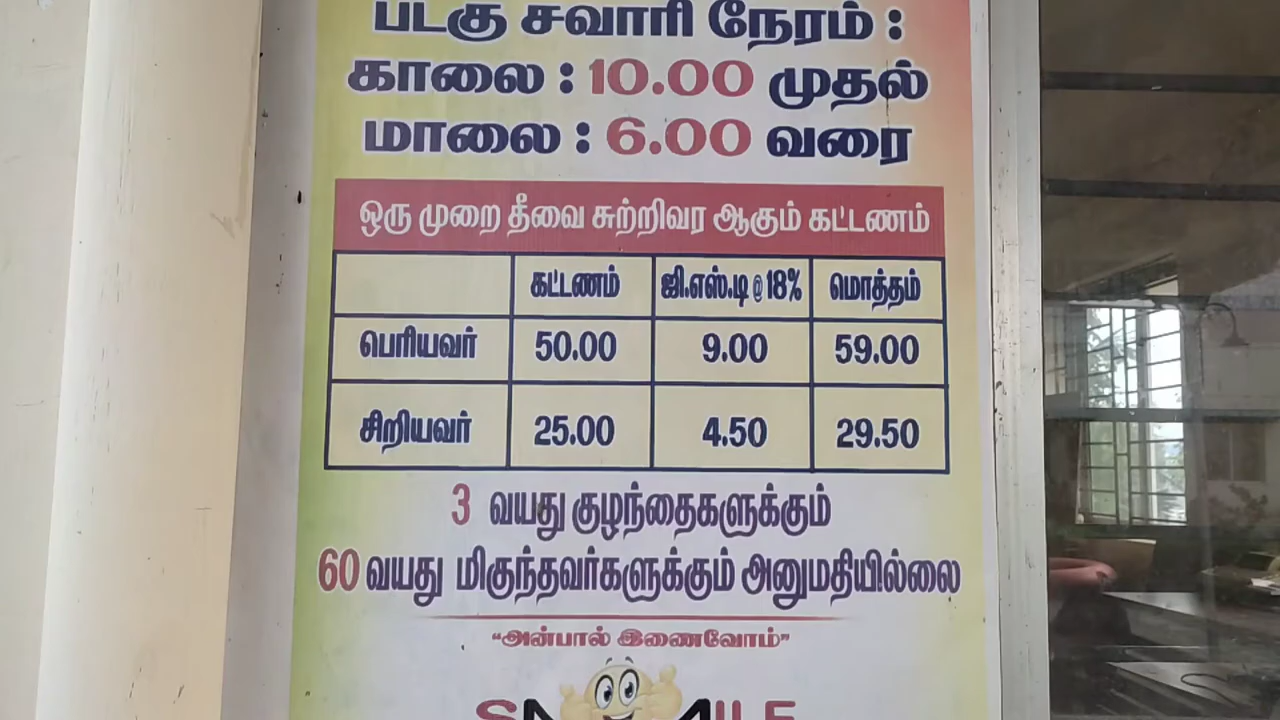 படகு சவாரி நேரம் :
காலை : 10.00 முதல்
மாலை : 6.00 வரை
ஒரு முறை தீவை சுற்றிவர ஆகும் கட்டணம்
கட்டணம் ஜி.எஸ்.டி @ 18% மொத்தம்
பெரியவர் 50.00 9.00 59.00
சிறியவர் 25.00 4.50 29.50
3 வயது குழந்தைகளுக்கும்
60 வயது மிகுந்தவர்களுக்கும் அனுமதியில்லை
"அன்பால் இணைவோம்"
SMILE